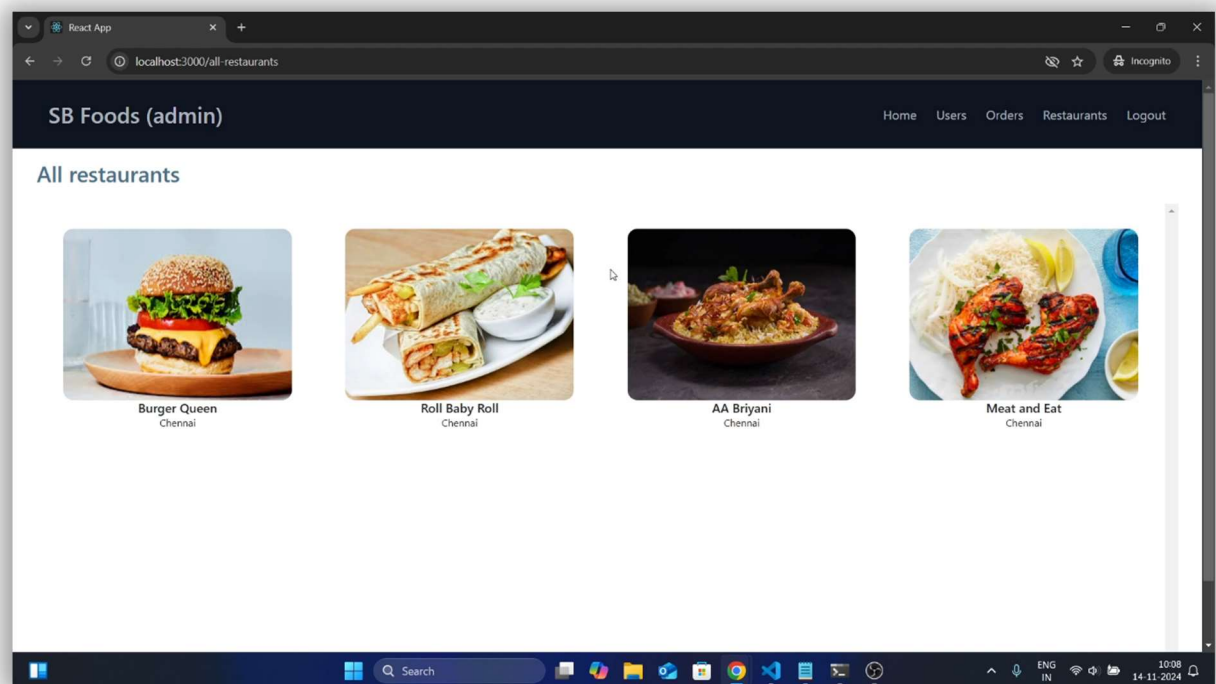 React App
localhost:3000/all-restaurants
Incognito
SB Foods (admin)
Home Users Orders Restaurants Logout
All restaurants
Burger Queen
Chennai
Roll Baby Roll
Chennai
AA Briyani
Chennai
Meat and Eat
Chennai
Search
ENG
IN
10:08
14-11-2024